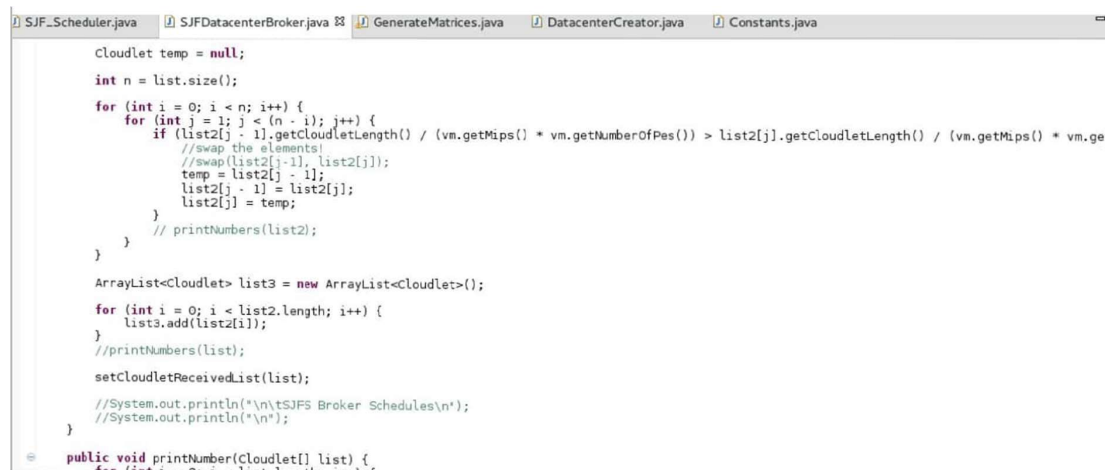 SJF_Scheduler.java SJFDatacenterBroker.java GenerateMatrices.java DatacenterCreator.java Constants.java
Cloudlet temp = null;
int n = list.size();
for (int i = 0; i < n; i++) {
for (int j = 1; j < (n - i); j++) {
if (list2[j - 1].getCloudletLength() / (vm.getMips() * vm.getNumberOfPes()) > list2[j].getCloudletLength() / (vm.getMips() * vm.ge
//swap the elements!
//swap(list2[j-1], list2[j]);
temp = list2[j - 1];
list2[j - 1] = list2[j];
list2[j] = temp;
}
// printNumbers(list2);
}
}
ArrayList<Cloudlet> list3 = new ArrayList<Cloudlet>();
for (int i = 0; i < list2.length; i++) {
list3.add(list2[i]);
}
//printNumbers(list);
setCloudletReceivedList(list);
//System.out.println("\n\tSJFS Broker Schedules\n");
//System.out.println("\n");
}
public void printNumber(Cloudlet[] list) {